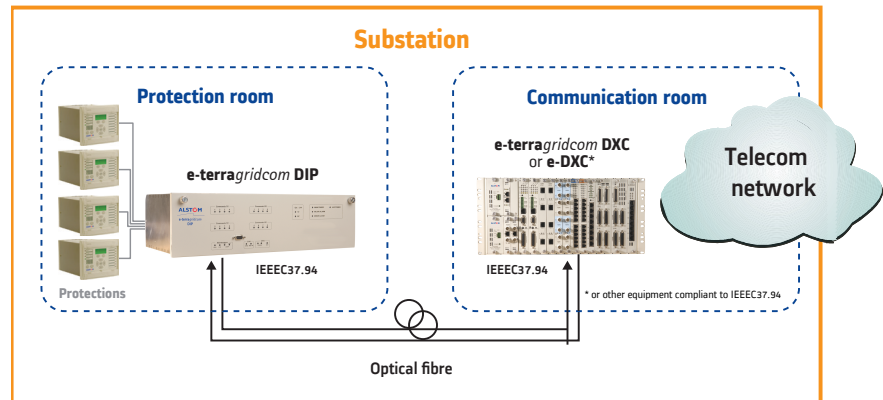 Substation
Protection room
Communication room
e-terragridcom DIP
e-terragridcom DXC
or e-DXC*
Telecom
network
ALSTOM
DIP
IEEEC37.94
IEEEC37.94
Protections
* or other equipment compliant to IEEEC37.94
Optical fibre